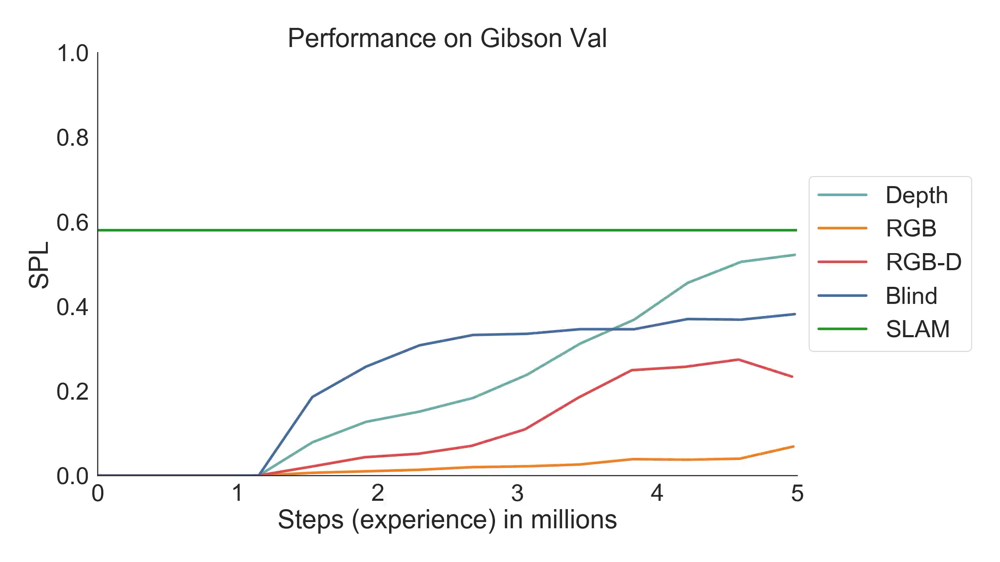 Performance on Gibson Val
1.0
0.8
0.6
0.4
0.2
0.0
SPL
0 1 2 3 4 5
Steps (experience) in millions
Depth
RGB
RGB-D
Blind
SLAM